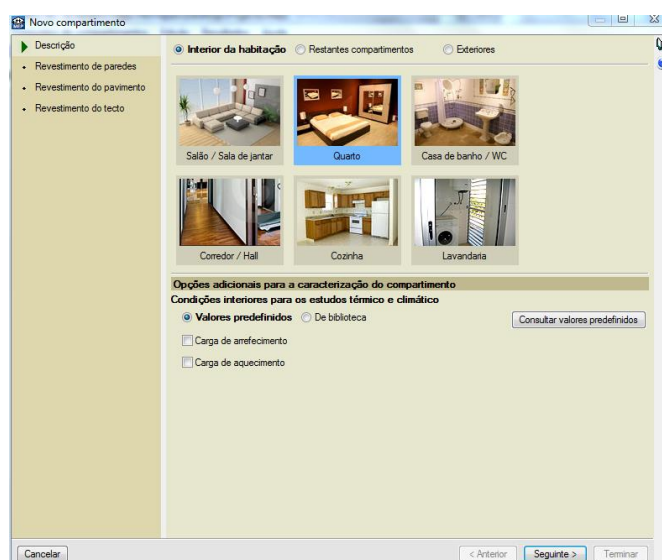 Novo compartimento
Descrição
Revestimento de paredes
Revestimento do pavimento
Revestimento do tecto
Interior da habitação Restantes compartimentos Exteriores
Salão / Sala de jantar Quarto Casa de banho / WC
Corredor / Hall Cozinha Lavandaria
Opções adicionais para a caracterização do compartimento
Condições interiores para os estudos térmico e climático
Valores predefinidos De biblioteca Consultar valores predefinidos
Carga de arrefecimento
Carga de aquecimento
Cancelar < Anterior Seguinte > Terminar